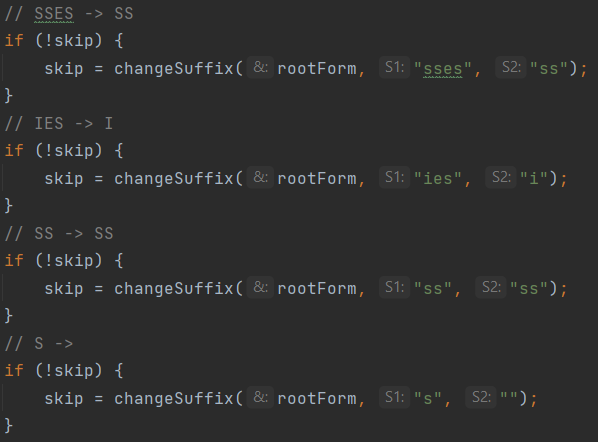 // SSES -> SS
if (!skip) {
    skip = changeSuffix( &: rootForm, S1: "sses", S2: "ss");
}
// IES -> I
if (!skip) {
    skip = changeSuffix( &: rootForm, S1: "ies", S2: "i");
}
// SS -> SS
if (!skip) {
    skip = changeSuffix( &: rootForm, S1: "ss", S2: "ss");
}
// S ->
if (!skip) {
    skip = changeSuffix( &: rootForm, S1: "s", S2: "");
}